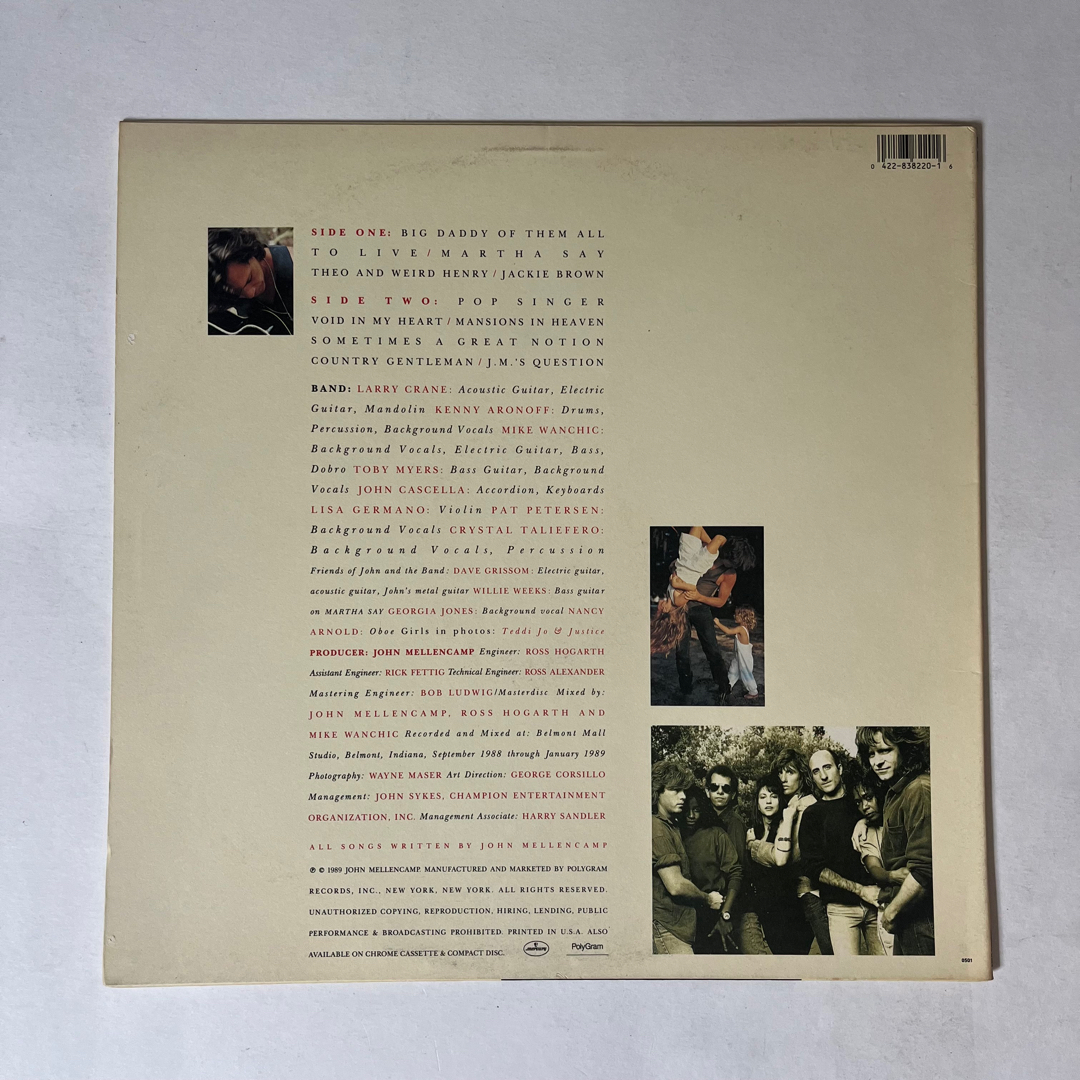 0 422-838220-1 6
SIDE ONE: BIG DADDY OF THEM ALL
TO LIVE / MARTHA SAY
THEO AND WEIRD HENRY / JACKIE BROWN
SIDE TWO: POP SINGER
VOID IN MY HEART / MANSIONS IN HEAVEN
SOMETIMES A GREAT NOTION
COUNTRY GENTLEMAN / J.M.'S QUESTION
BAND: LARRY CRANE: Acoustic Guitar, Electric
Guitar, Mandolin KENNY ARONOFF: Drums,
Percussion, Background Vocals MIKE WANCHIC:
Background Vocals, Electric Guitar, Bass,
Dobro TOBY MYERS: Bass Guitar, Background
Vocals JOHN CASCELLA: Accordion, Keyboards
LISA GERMANO: Violin PAT PETERSEN:
Background Vocals CRYSTAL TALIEFERO:
Background Vocals, Percussion
Friends of John and the Band: DAVE GRISSOM: Electric guitar,
acoustic guitar, John's metal guitar WILLIE WEEKS: Bass guitar
on MARTHA SAY GEORGIA JONES: Background vocal NANCY
ARNOLD: Oboe Girls in photos: Teddi Jo & Justice
PRODUCER: JOHN MELLENCAMP Engineer: ROSS HOGARTH
Assistant Engineer: RICK FETTIG Technical Engineer: ROSS ALEXANDER
Mastering Engineer: BOB LUDWIG/Masterdisc Mixed by:
JOHN MELLENCAMP, ROSS HOGARTH AND
MIKE WANCHIC Recorded and Mixed at: Belmont Mall
Studio, Belmont, Indiana, September 1988 through January 1989
Photography: WAYNE MASER Art Direction: GEORGE CORSILLO
Management: JOHN SYKES, CHAMPION ENTERTAINMENT
ORGANIZATION, INC. Management Associate: HARRY SANDLER
ALL SONGS WRITTEN BY JOHN MELLENCAMP
℗ © 1989 JOHN MELLENCAMP. MANUFACTURED AND MARKETED BY POLYGRAM
RECORDS, INC., NEW YORK, NEW YORK. ALL RIGHTS RESERVED.
UNAUTHORIZED COPYING, REPRODUCTION, HIRING, LENDING, PUBLIC
PERFORMANCE & BROADCASTING PROHIBITED. PRINTED IN U.S.A. ALSO
AVAILABLE ON CHROME CASSETTE & COMPACT DISC.
mercury
PolyGram
0501